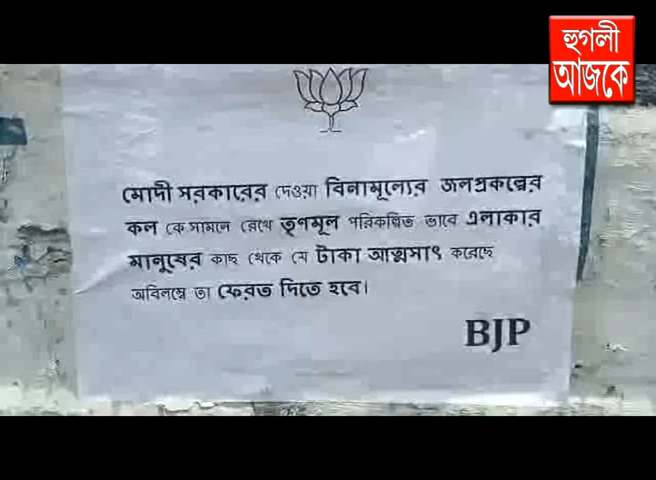 হুগলী
আজকে
মোদী সরকারের দেওয়া বিনামূল্যের জলপ্রকল্পের
কল কে সামনে রেখে তৃণমূল পরিকল্পিত ভাবে এলাকার
মানুষের কাছ থেকে যে টাকা আত্মসাৎ করেছে
অবিলম্বে তা ফেরত দিতে হবে।
BJP